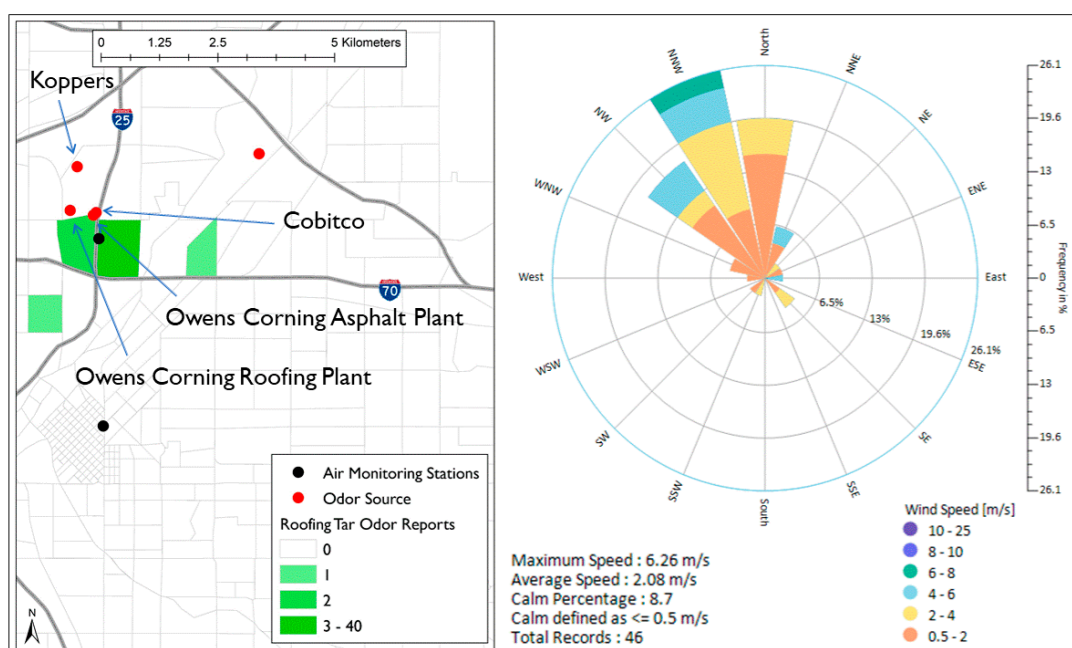 0 1.25 2.5 5 Kilometers
Koppers
25
Cobitco
70
Owens Corning Asphalt Plant
Owens Corning Roofing Plant
N
Air Monitoring Stations
Odor Source
Roofing Tar Odor Reports
0
1
2
3 - 40
North
NNE
NE
ENE
East
ESE
SE
SSE
South
SSW
SW
WSW
West
WNW
NW
NNW
6.5%
13%
19.6%
26.1%
Frequency in %
26.1
19.6
13
6.5
0
6.5
13
19.6
26.1
Maximum Speed : 6.26 m/s
Average Speed : 2.08 m/s
Calm Percentage : 8.7
Calm defined as <= 0.5 m/s
Total Records : 46
Wind Speed [m/s]
10 - 25
8 - 10
6 - 8
4 - 6
2 - 4
0.5 - 2